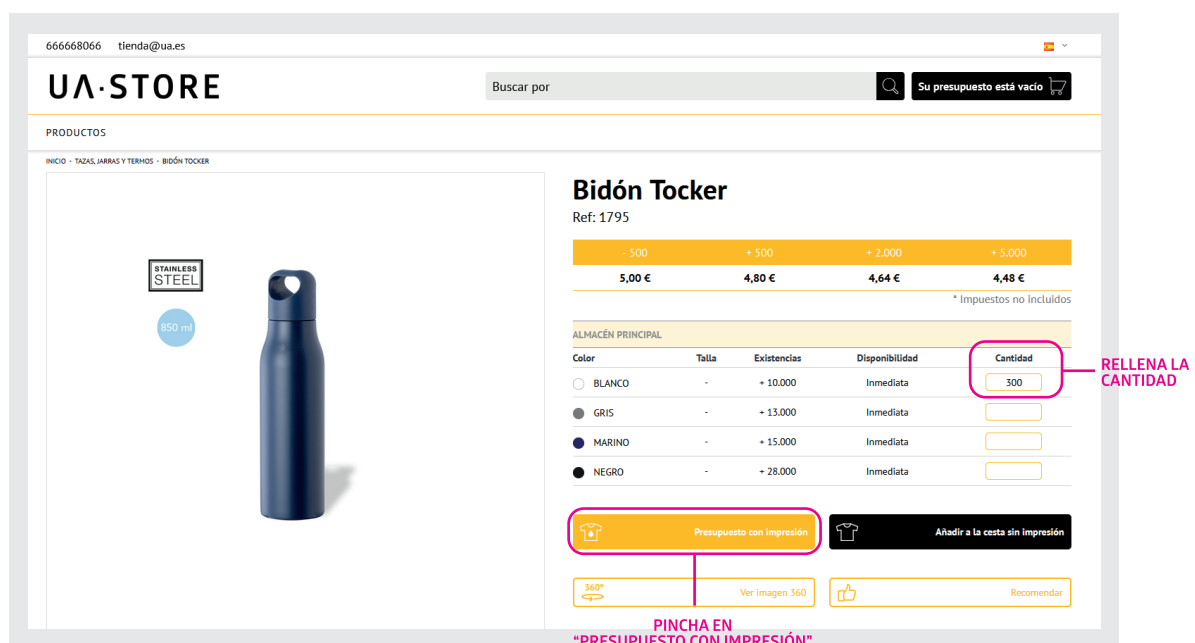 666668066 tienda@ua.es
UΛ·STORE
Buscar por
Su presupuesto está vacío
PRODUCTOS
INICIO - TAZAS, JARRAS Y TERMOS - BIDÓN TOCKER
STAINLESS
STEEL
850 ml
Bidón Tocker
Ref: 1795
- 500 + 500 + 2.000 + 5.000
5,00 € 4,80 € 4,64 € 4,48 €
* Impuestos no incluidos
ALMACÉN PRINCIPAL
Color Talla Existencias Disponibilidad Cantidad
BLANCO - + 10.000 Inmediata 300
GRIS - + 13.000 Inmediata
MARINO - + 15.000 Inmediata
NEGRO - + 28.000 Inmediata
RELLENA LA
CANTIDAD
Presupuesto con impresión
Añadir a la cesta sin impresión
360°
Ver imagen 360
Recomendar
PINCHA EN
"PRESUPUESTO CON IMPRESIÓN"